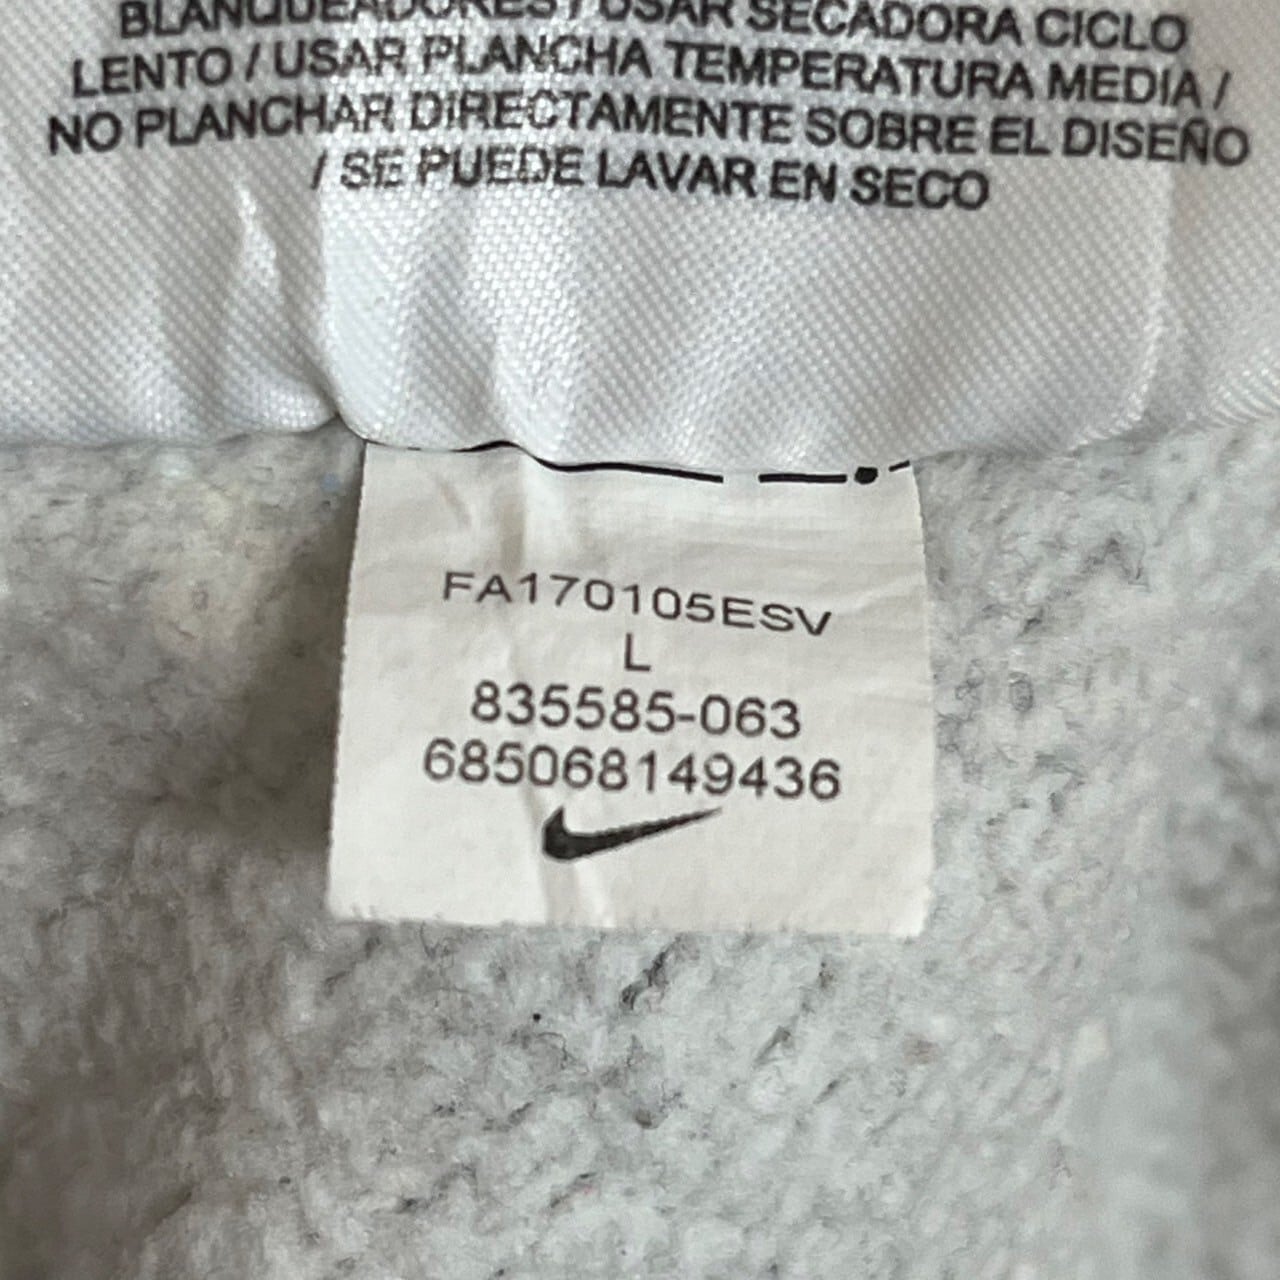 BLANQUEADORES / USAR SECADORA CICLO
LENTO / USAR PLANCHA TEMPERATURA MEDIA /
NO PLANCHAR DIRECTAMENTE SOBRE EL DISEÑO
/ SE PUEDE LAVAR EN SECO
FA170105ESV
L
835585-063
685068149436